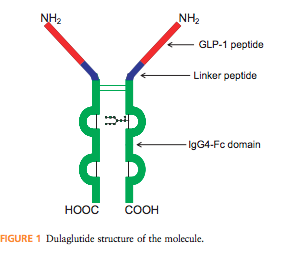 NH₂ NH₂
GLP-1 peptide
Linker peptide
IgG4-Fc domain
HOOC COOH
FIGURE 1 Dulaglutide structure of the molecule.